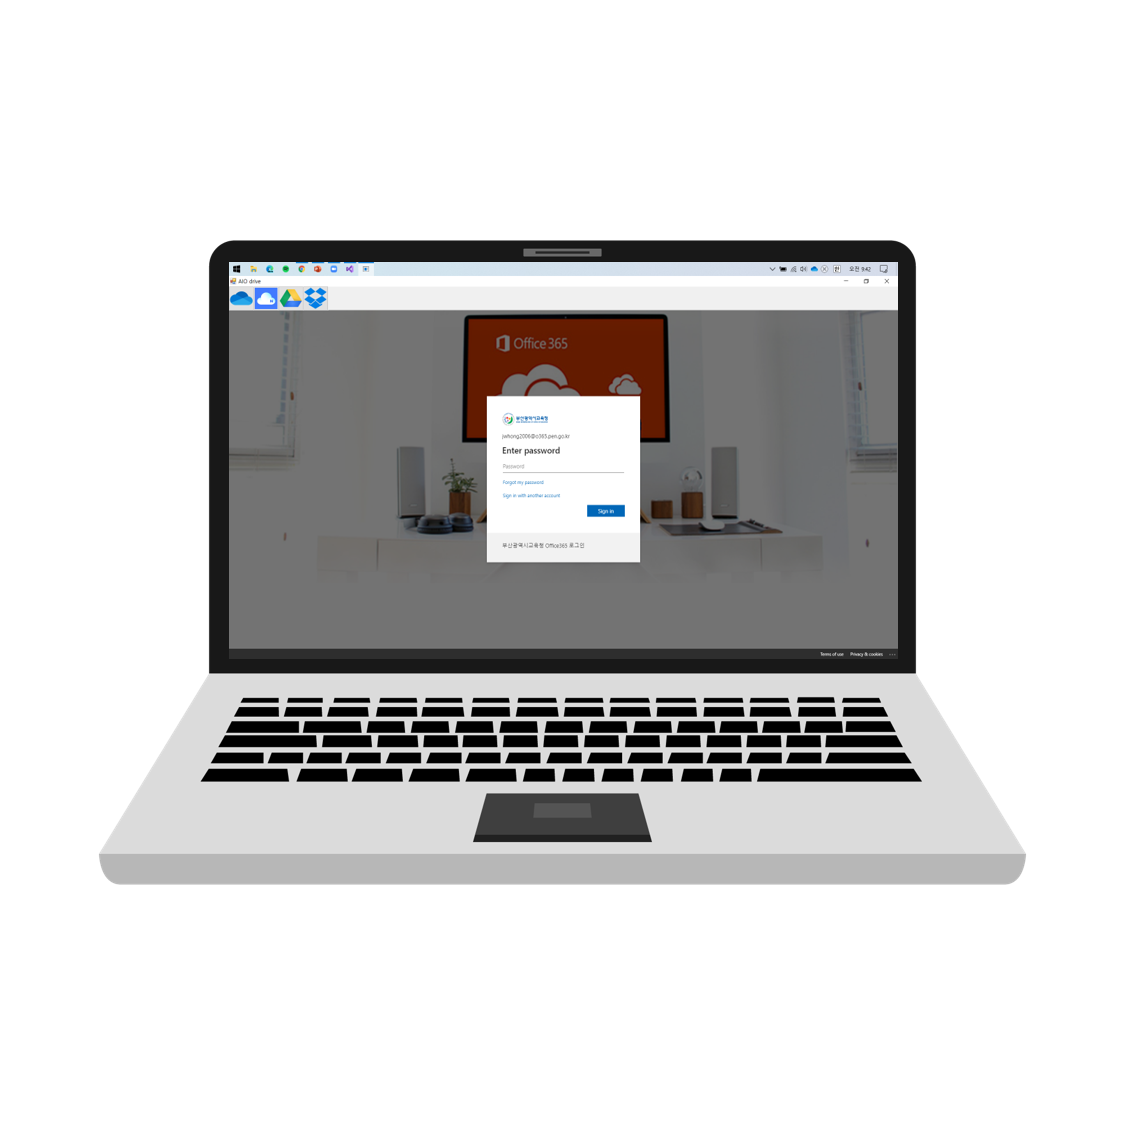 오전 9:42
AIO drive
Office 365
부산광역시교육청
jwhong2006@o365.pen.go.kr
Enter password
Password
Forgot my password
Sign in with another account
Sign in
부산광역시교육청 Office365 로그인
Terms of use Privacy & cookies ...